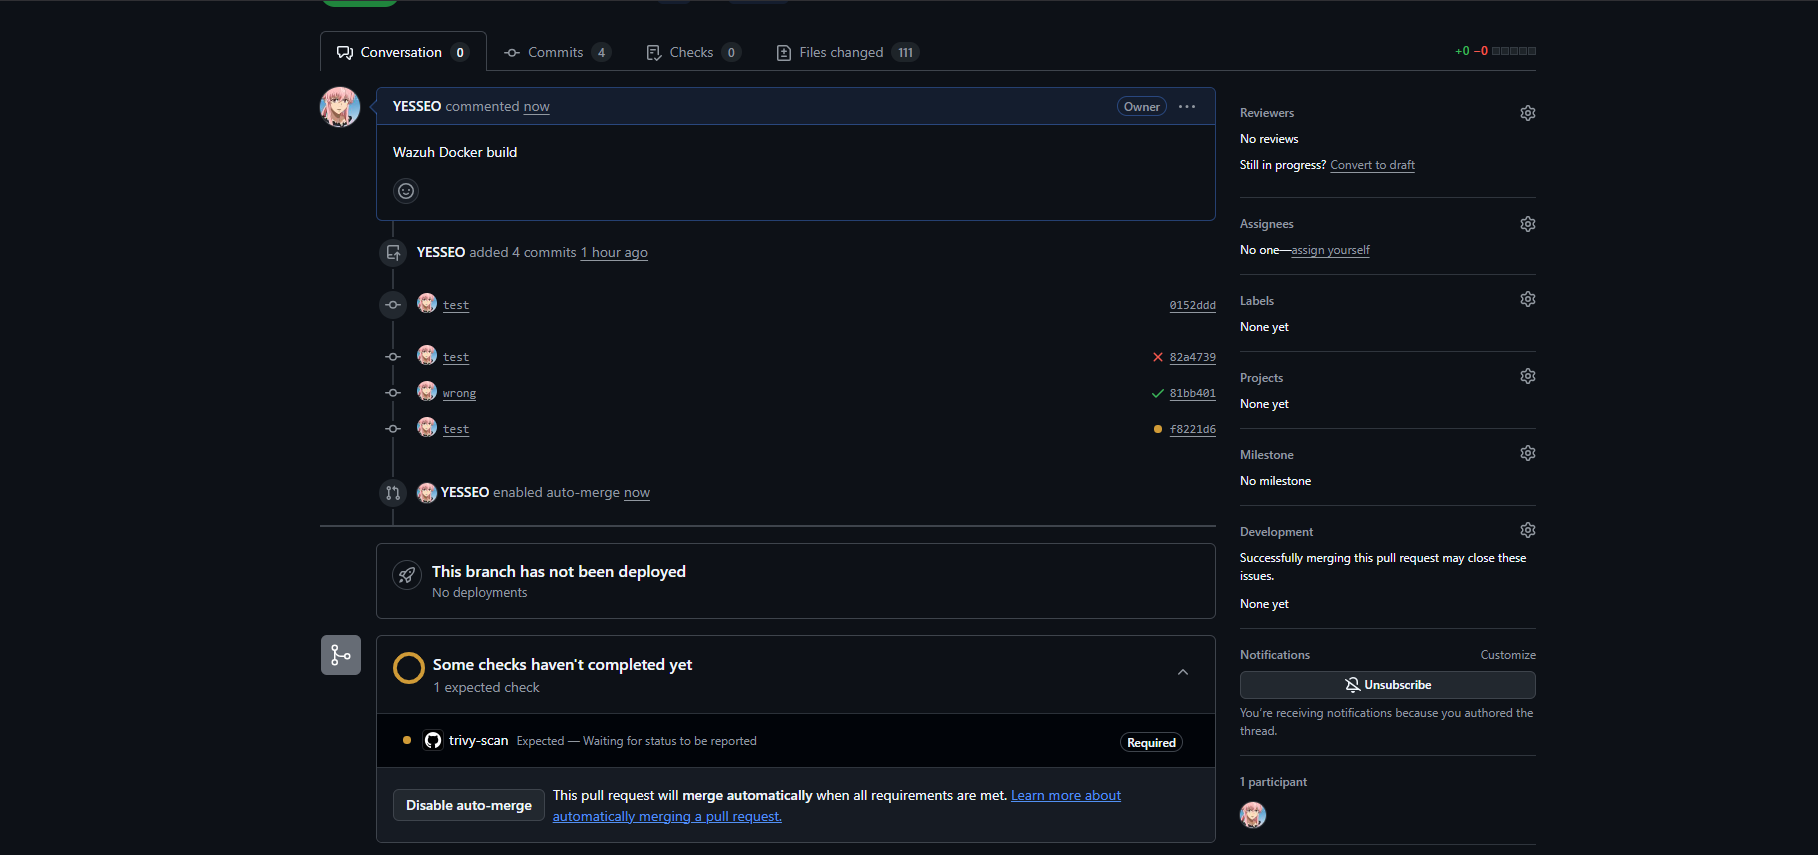 Conversation 0
Commits 4
Checks 0
Files changed 111
+0 −0
YESSEO commented now
Owner
Wazuh Docker build
YESSEO added 4 commits 1 hour ago
test
0152ddd
test
82a4739
wrong
81bb401
test
f8221d6
YESSEO enabled auto-merge now
This branch has not been deployed
No deployments
Some checks haven't completed yet
1 expected check
trivy-scan Expected — Waiting for status to be reported
Required
Disable auto-merge
This pull request will merge automatically when all requirements are met. Learn more about
automatically merging a pull request.
Reviewers
No reviews
Still in progress? Convert to draft
Assignees
No one—assign yourself
Labels
None yet
Projects
None yet
Milestone
No milestone
Development
Successfully merging this pull request may close these
issues.
None yet
Notifications
Customize
Unsubscribe
You're receiving notifications because you authored the
thread.
1 participant